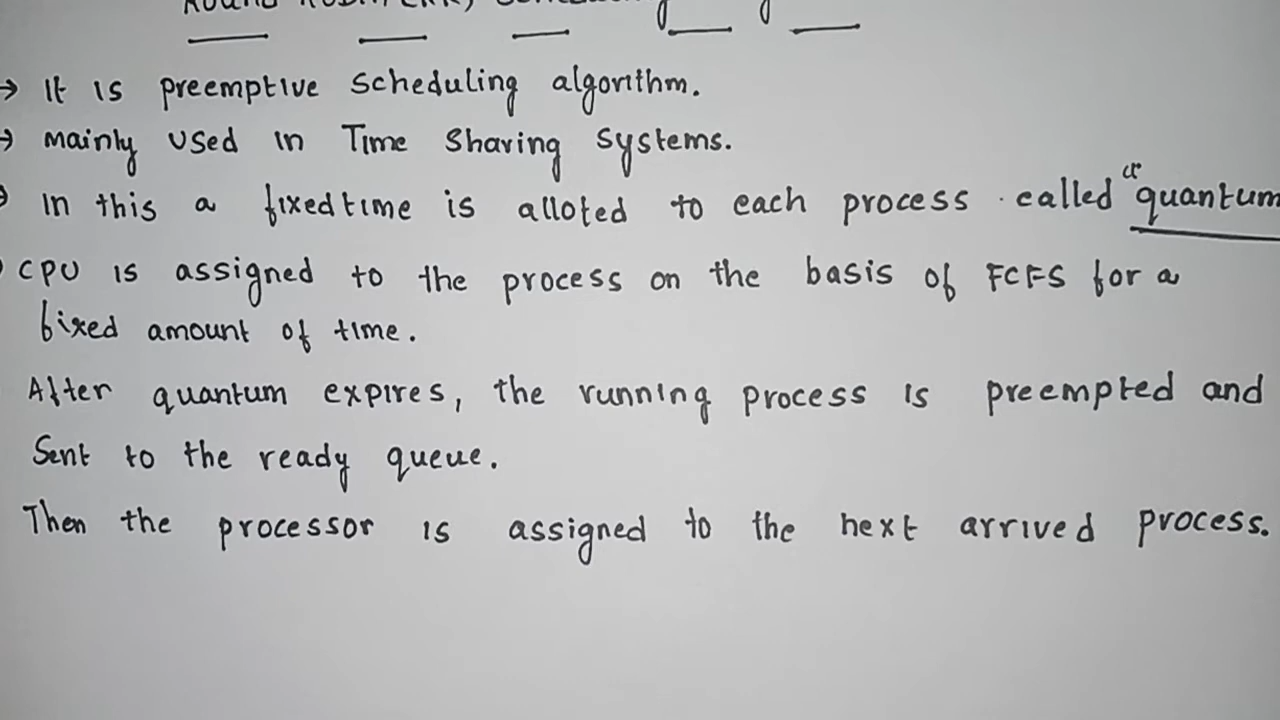 → It is preemptive scheduling algorithm.
→ mainly used in Time Sharing systems.
→ In this a fixed time is alloted to each process called "quantum
CPU is assigned to the process on the basis of FCFS for a
fixed amount of time.
After quantum expires, the running process is preempted and
Sent to the ready queue.
Then the processor is assigned to the next arrived process.